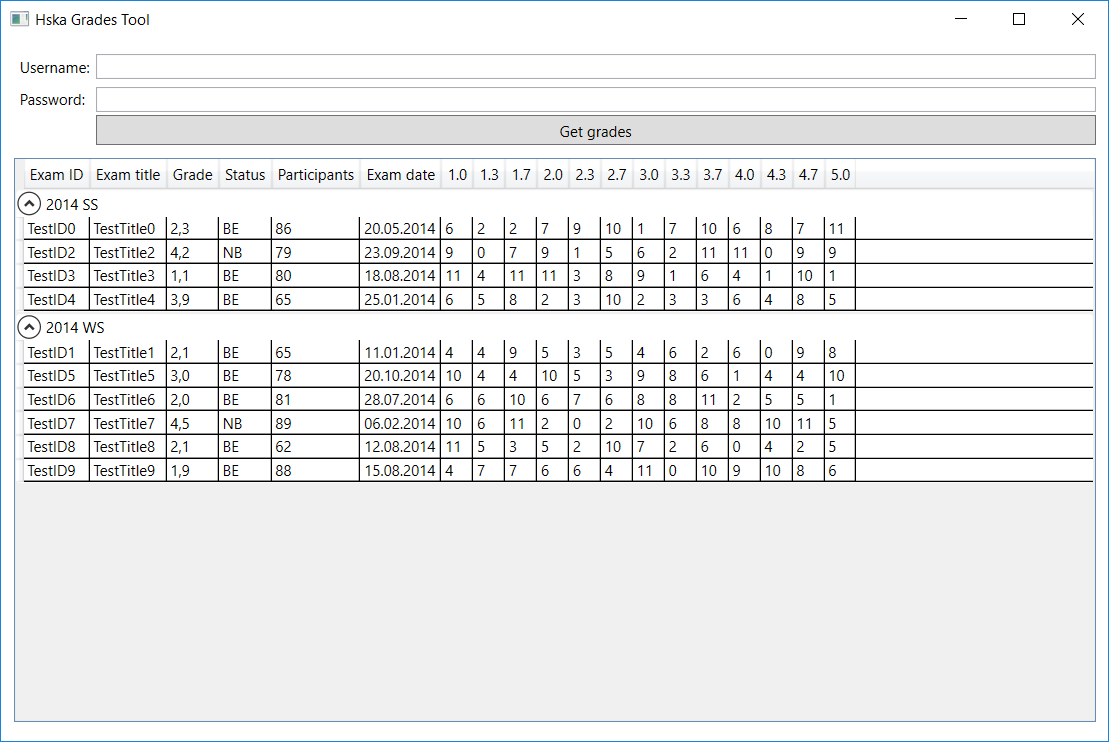 Hska Grades Tool
Username:
Password:
Get grades
Exam ID Exam title Grade Status Participants Exam date 1.0 1.3 1.7 2.0 2.3 2.7 3.0 3.3 3.7 4.0 4.3 4.7 5.0
2014 SS
TestID0 TestTitle0 2,3 BE 86 20.05.2014 6 2 2 7 9 10 1 7 10 6 8 7 11
TestID2 TestTitle2 4,2 NB 79 23.09.2014 9 0 7 9 1 5 6 2 11 11 0 9 9
TestID3 TestTitle3 1,1 BE 80 18.08.2014 11 4 11 11 3 8 9 1 6 4 1 10 1
TestID4 TestTitle4 3,9 BE 65 25.01.2014 6 5 8 2 3 10 2 3 3 6 4 8 5
2014 WS
TestID1 TestTitle1 2,1 BE 65 11.01.2014 4 4 9 5 3 5 4 6 2 6 0 9 8
TestID5 TestTitle5 3,0 BE 78 20.10.2014 10 4 4 10 5 3 9 8 6 1 4 4 10
TestID6 TestTitle6 2,0 BE 81 28.07.2014 6 6 10 6 7 6 8 8 11 2 5 5 1
TestID7 TestTitle7 4,5 NB 89 06.02.2014 10 6 11 2 0 2 10 6 8 8 10 11 5
TestID8 TestTitle8 2,1 BE 62 12.08.2014 11 5 3 5 2 10 7 2 6 0 4 2 5
TestID9 TestTitle9 1,9 BE 88 15.08.2014 4 7 7 6 6 4 11 0 10 9 10 8 6